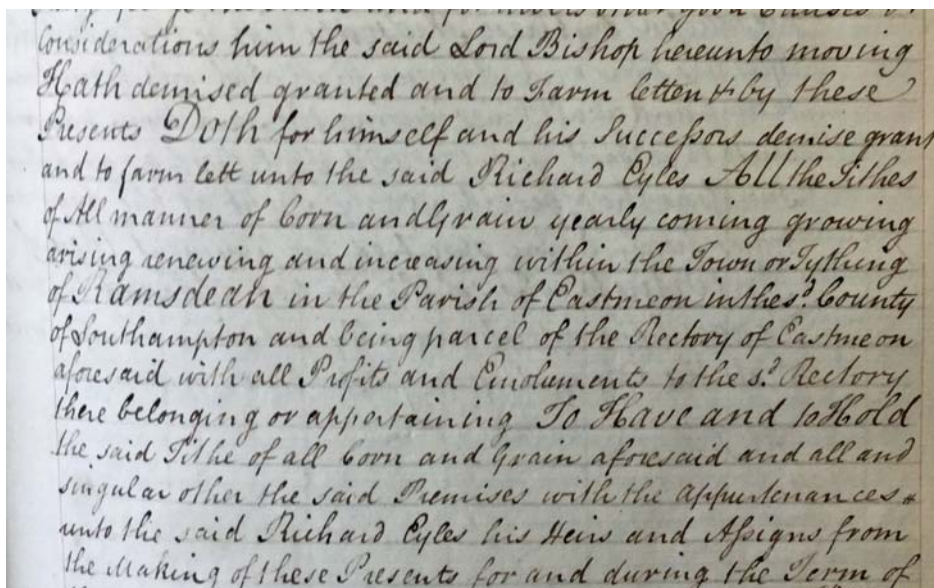 good Causes
Considerations him the said Lord Bishop hereunto moving
Hath demised granted and to Farm letten & by these
Presents Doth for himself and his Successors demise grant
and to farm lett unto the said Richard Eyles All the Tithes
of All manner of Corn and Grain yearly coming growing
arising renewing and increasing within the Town or Tything
of Ramsdean in the Parish of Eastmeon in the sd. County
of Southampton and being parcel of the Rectory of Eastmeon
aforesaid with all Profits and Emoluments to the sd. Rectory
there belonging or appertaining To Have and to Hold
the said Tithe of all Corn and Grain aforesaid and all and
singular other the said Premises with the appurtenances
unto the said Richard Eyles his Heirs and Assigns from
the Making of these Presents for and during the Term of